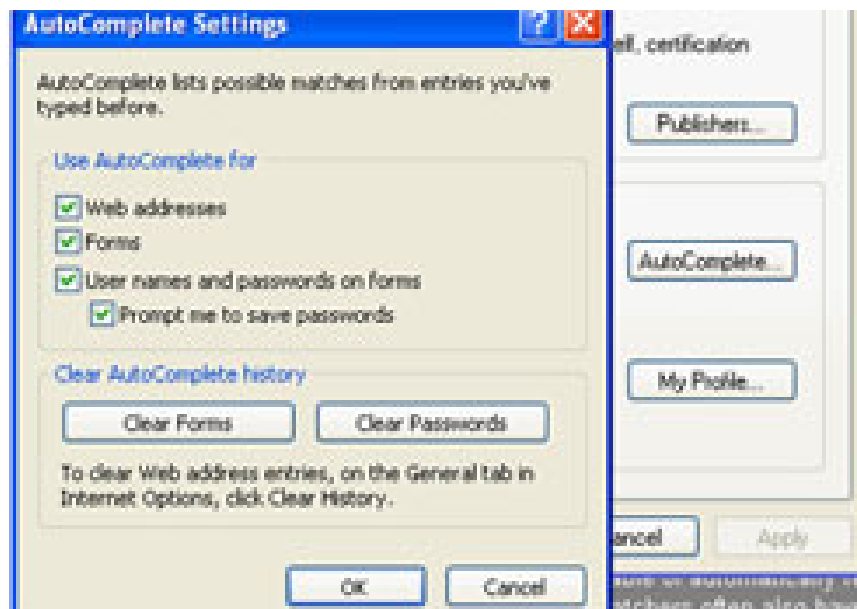 AutoComplete Settings
elf, certification
AutoComplete lists possible matches from entries you've
typed before.
Publishers...
Use AutoComplete for
Web addresses
Forms
AutoComplete...
User names and passwords on forms
Prompt me to save passwords
Clear AutoComplete history
My Profile...
Clear Forms
Clear Passwords
To clear Web address entries, on the General tab in
Internet Options, click Clear History.
ancel
Apply
OK
Cancel